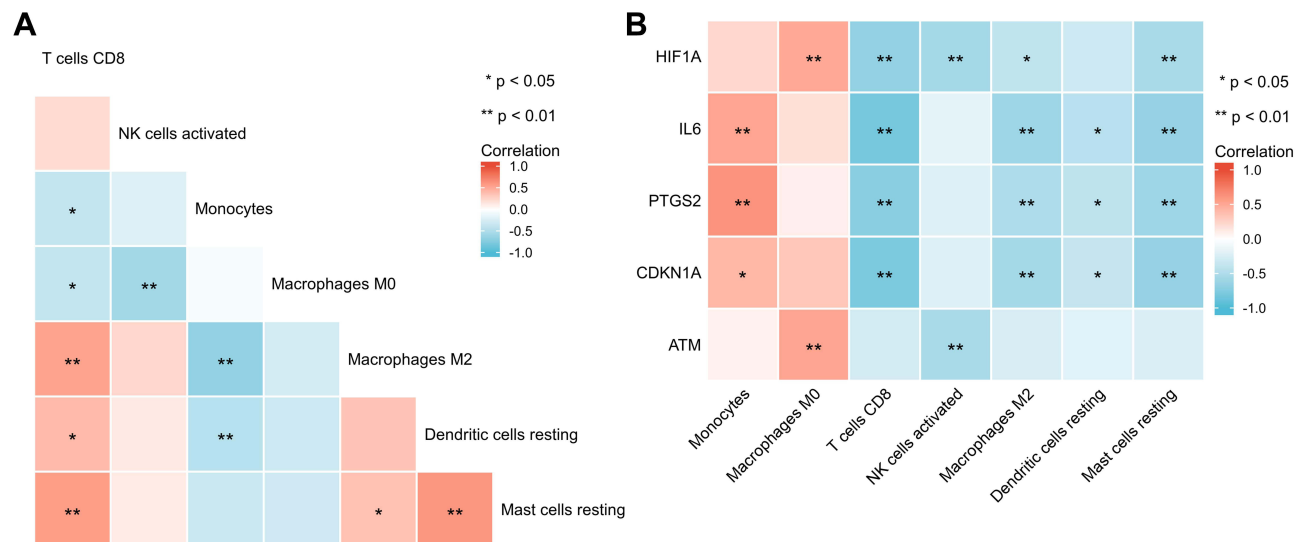 A
T cells CD8
* p < 0.05
** p < 0.01
Correlation
1.0
0.5
0.0
-0.5
-1.0
NK cells activated
* Monocytes
* ** Macrophages M0
** ** Macrophages M2
* ** Dendritic cells resting
** * ** Mast cells resting
B
HIF1A ** ** ** * **
IL6 ** ** ** * **
PTGS2 ** ** ** * **
CDKN1A * ** ** * **
ATM ** **
Monocytes
Macrophages M0
T cells CD8
NK cells activated
Macrophages M2
Dendritic cells resting
Mast cells resting
* p < 0.05
** p < 0.01
Correlation
1.0
0.5
0.0
-0.5
-1.0